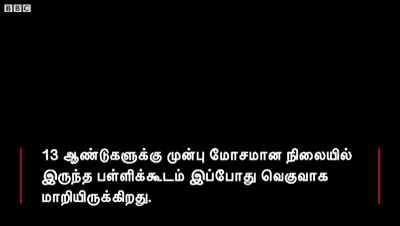 BBC
13 ஆண்டுகளுக்கு முன்பு மோசமான நிலையில்
இருந்த பள்ளிக்கூடம் இப்போது வெகுவாக
மாறியிருக்கிறது.